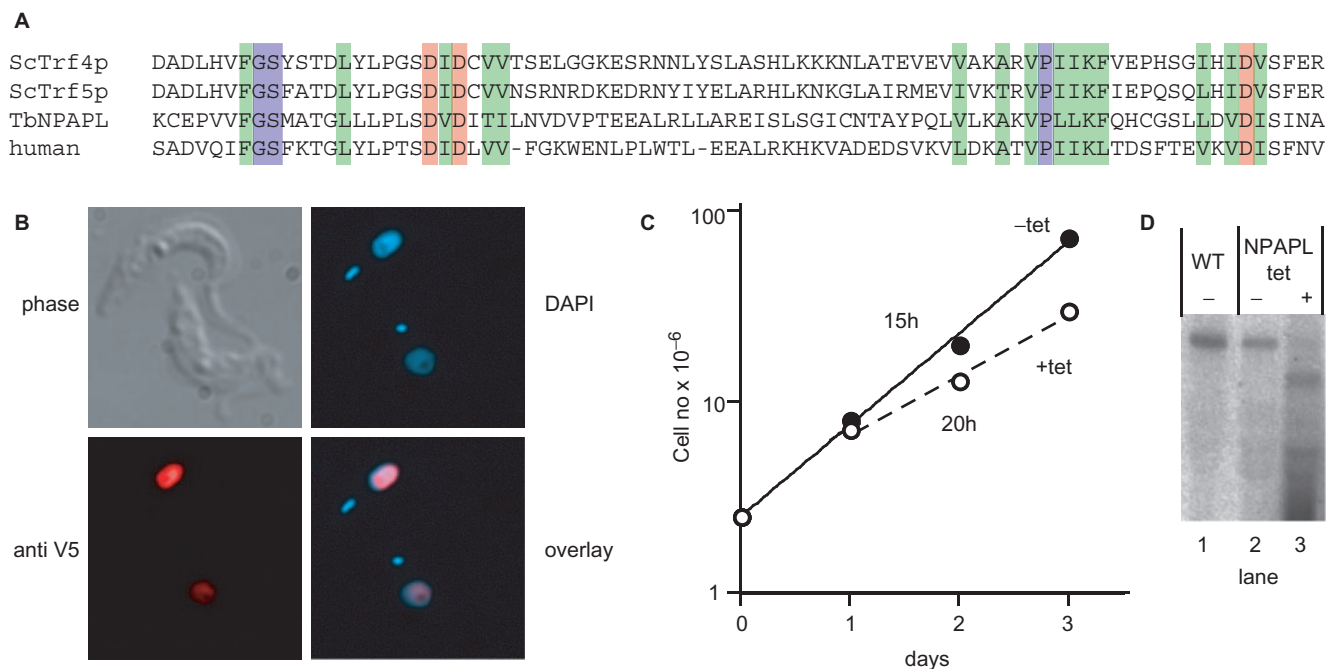 A
ScTrf4p DADLHVFGSYSTDLYLPGSDIDCVVTSELGGKESRNNLYSLASHLKKKNLATEVEVVAKARVPIIKFVEPHSGIHIDVSFER
ScTrf5p DADLHVFGSFATDLYLPGSDIDCVVNSRNRDKEDRNYIYELARHLKNKGLAIRMEVIVKTRVPIIKFIEPQSQLHIDVSFER
TbNPAPL KCEPVVFGSMATGLLLPLSDVDITILNVDVPTEEALRLLAREISLSGICNTAYPQLVLKAKVPLLKFQHCGSLLDVDISINA
human SADVQIFGSFKTGLYLPTSDIDLVV-FGKWENLPLWTL-EEALRKHKVADEDSVKVLDKATVPIIKLTDSFTEVKVDISFNV
B
phase
DAPI
anti V5
overlay
C
Cell no x 10⁻⁶
100
10
1
–tet
15h
+tet
20h
0 1 2 3
days
D
WT NPAPL
tet
– – +
1 2 3
lane